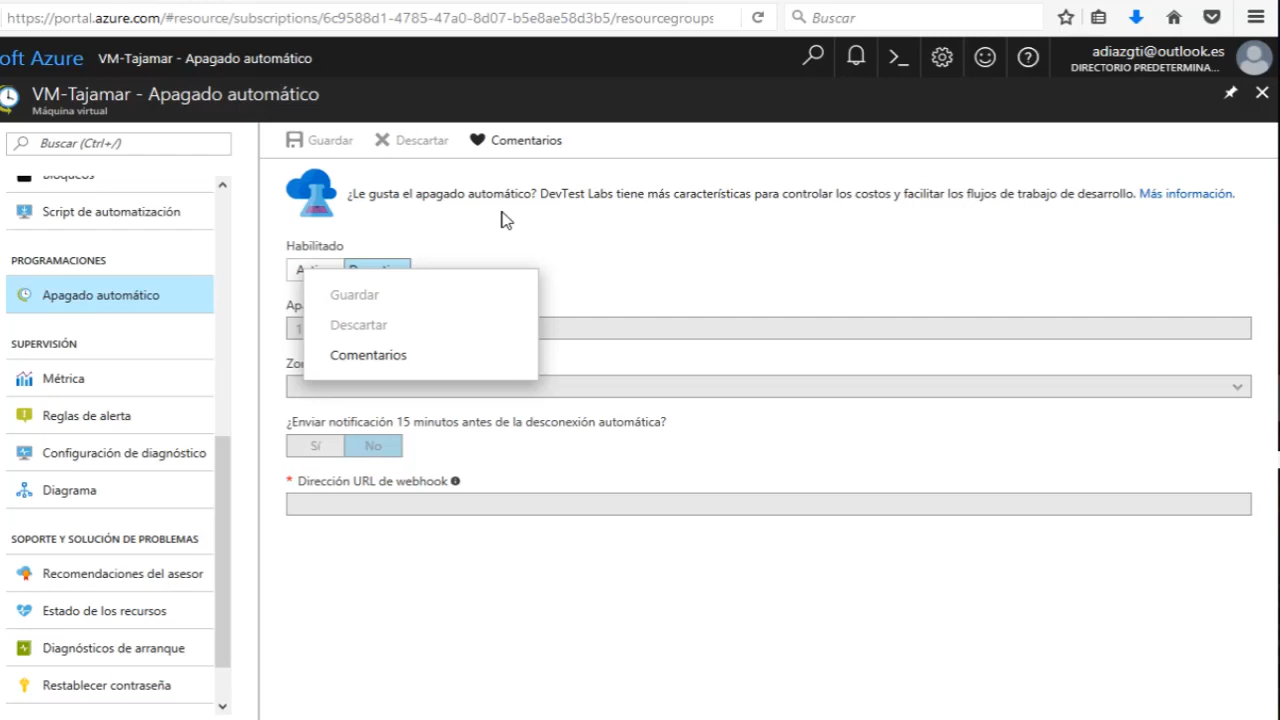 https://portal.azure.com/#resource/subscriptions/6c9588d1-4785-47a0-8d07-b5e8ae58d3b5/resourcegroups
Buscar
oft Azure VM-Tajamar - Apagado automático
adiazgti@outlook.es
DIRECTORIO PREDETERMINA...
VM-Tajamar - Apagado automático
Máquina virtual
Buscar (Ctrl+/)
Guardar Descartar Comentarios
Bloqueos
Script de automatización
PROGRAMACIONES
Apagado automático
SUPERVISIÓN
Métrica
Reglas de alerta
Configuración de diagnóstico
Diagrama
SOPORTE Y SOLUCIÓN DE PROBLEMAS
Recomendaciones del asesor
Estado de los recursos
Diagnósticos de arranque
Restablecer contraseña
¿Le gusta el apagado automático? DevTest Labs tiene más características para controlar los costos y facilitar los flujos de trabajo de desarrollo. Más información.
Habilitado
Guardar
Descartar
Comentarios
Ap
1
Zo
¿Enviar notificación 15 minutos antes de la desconexión automática?
Sí No
* Dirección URL de webhook